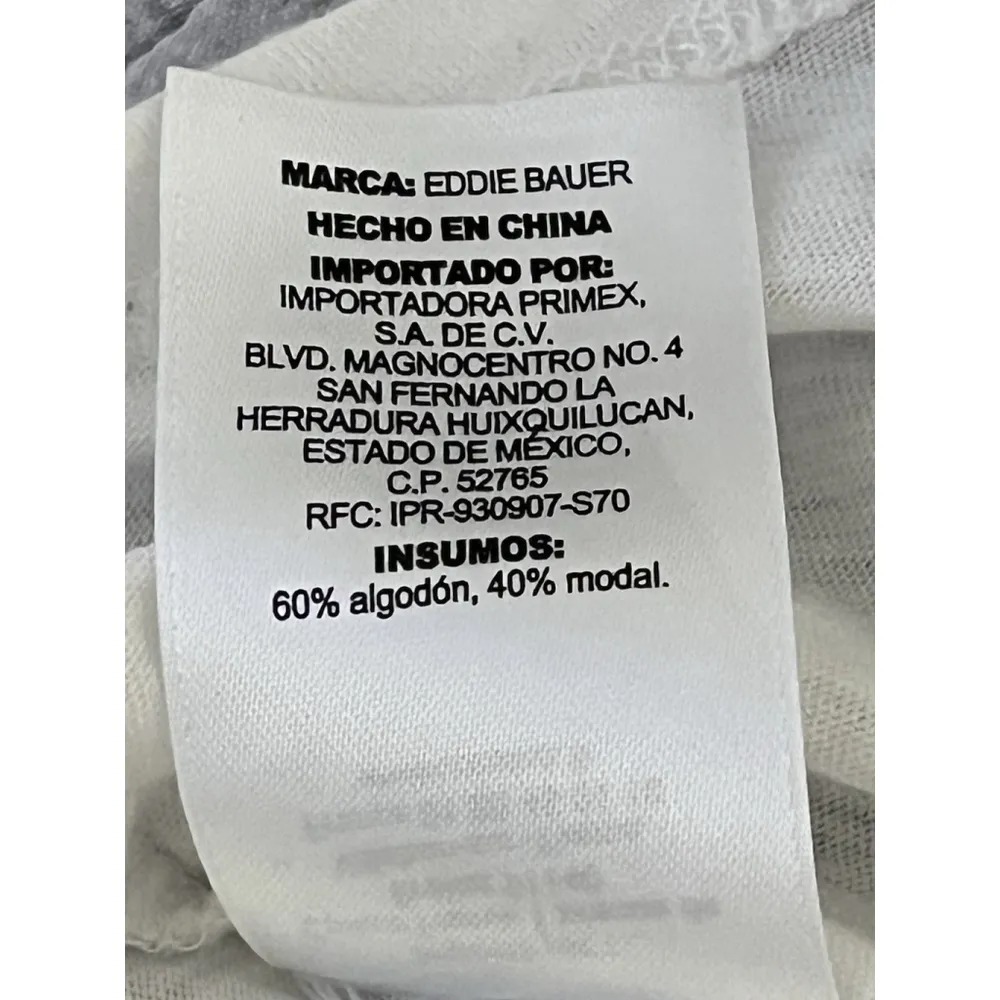 MARCA: EDDIE BAUER
HECHO EN CHINA
IMPORTADO POR:
IMPORTADORA PRIMEX,
S.A. DE C.V.
BLVD. MAGNOCENTRO NO. 4
SAN FERNANDO LA
HERRADURA HUIXQUILUCAN,
ESTADO DE MÉXICO,
C.P. 52765
RFC: IPR-930907-S70
INSUMOS:
60% algodón, 40% modal.